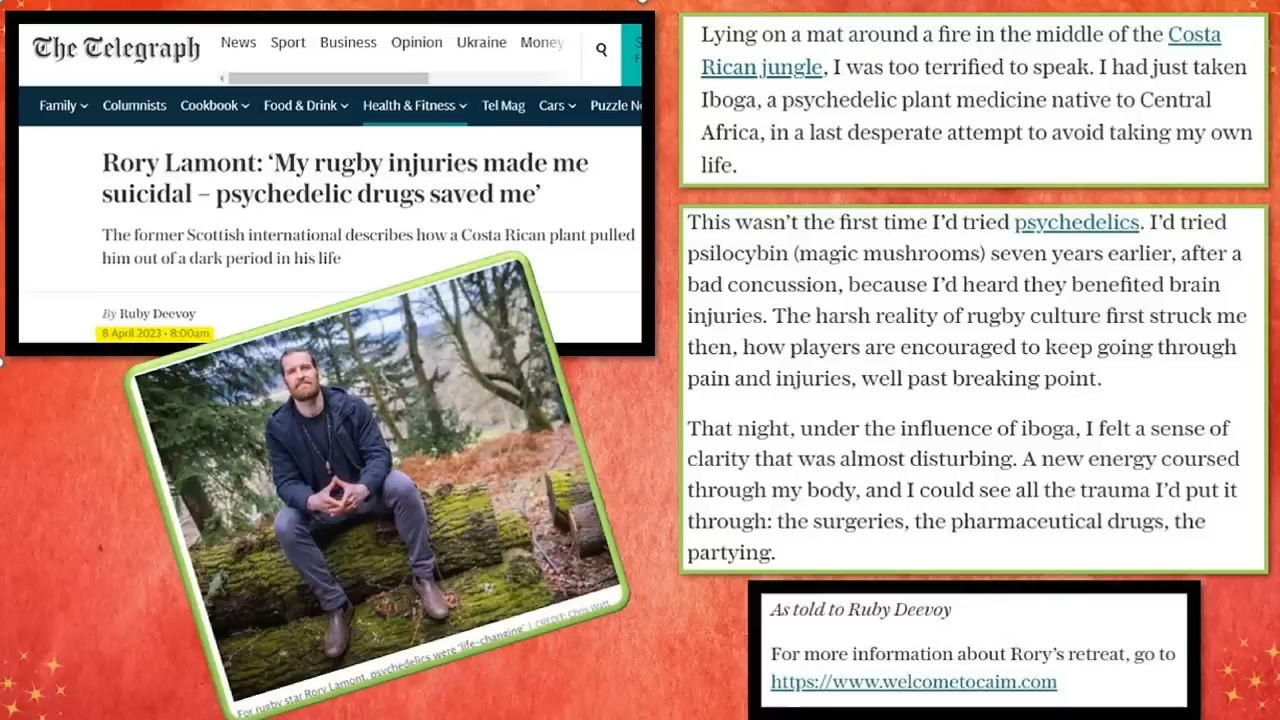 The Telegraph
News Sport Business Opinion Ukraine Money
Family Columnists Cookbook Food & Drink Health & Fitness Tel Mag Cars Puzzle
Rory Lamont: ‘My rugby injuries made me
suicidal – psychedelic drugs saved me’
The former Scottish international describes how a Costa Rican plant pulled
him out of a dark period in his life
By Ruby Deevoy
8 April 2023 • 8:00am
For rugby star Rory Lamont, psychedelics were 'life-changing' | CREDIT: Chris Watt
Lying on a mat around a fire in the middle of the Costa
Rican jungle, I was too terrified to speak. I had just taken
Iboga, a psychedelic plant medicine native to Central
Africa, in a last desperate attempt to avoid taking my own
life.
This wasn’t the first time I’d tried psychedelics. I’d tried
psilocybin (magic mushrooms) seven years earlier, after a
bad concussion, because I’d heard they benefited brain
injuries. The harsh reality of rugby culture first struck me
then, how players are encouraged to keep going through
pain and injuries, well past breaking point.
That night, under the influence of iboga, I felt a sense of
clarity that was almost disturbing. A new energy coursed
through my body, and I could see all the trauma I’d put it
through: the surgeries, the pharmaceutical drugs, the
partying.
As told to Ruby Deevoy
For more information about Rory’s retreat, go to
https://www.welcometocaim.com